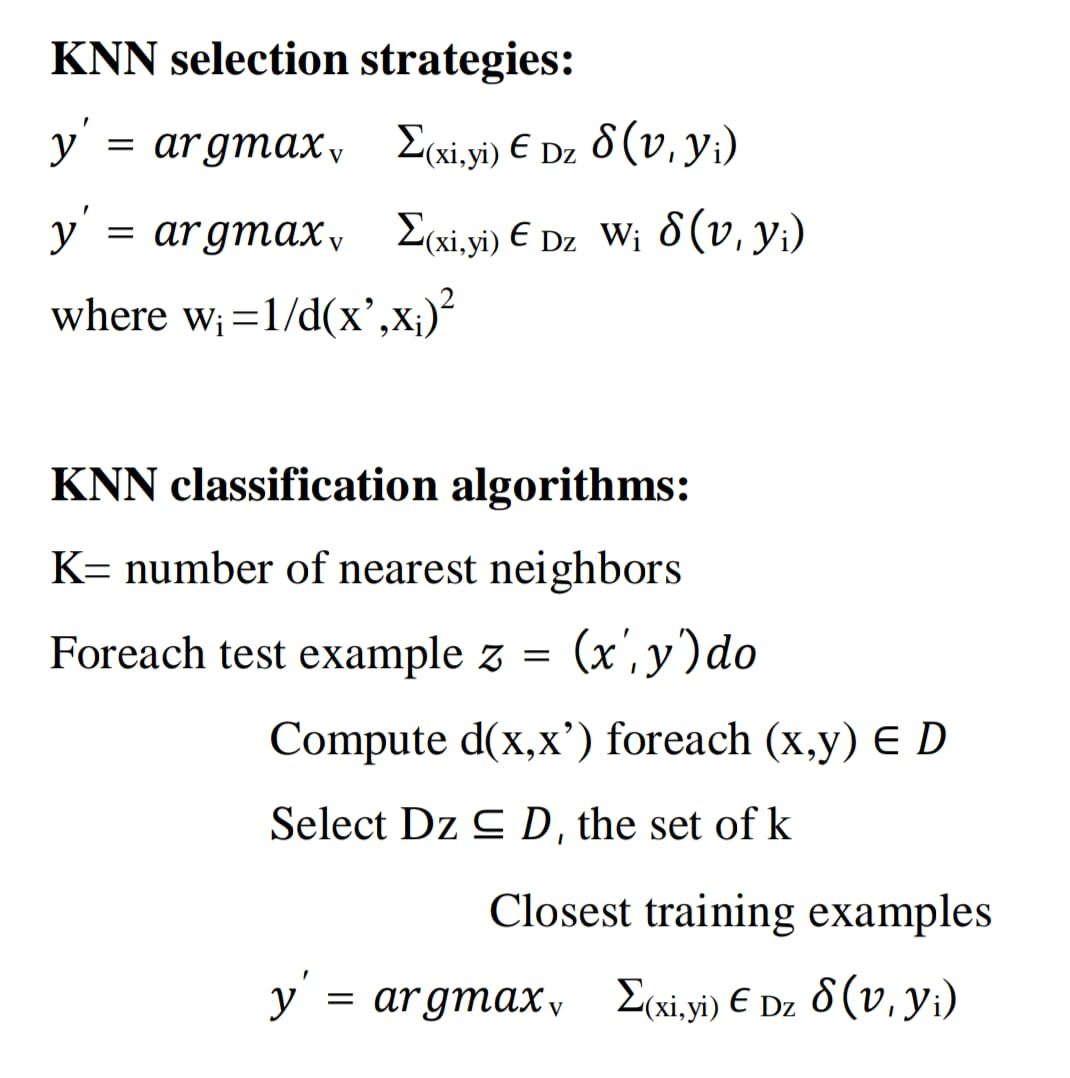 KNN selection strategies:
y′ = argmaxᵥ Σ(xi,yi) ϵ Dz δ(v, yi)
y′ = argmaxᵥ Σ(xi,yi) ϵ Dz wi δ(v, yi)
where wi=1/d(x’,xi)²
KNN classification algorithms:
K= number of nearest neighbors
Foreach test example z = (x′, y′)do
Compute d(x,x’) foreach (x,y) ∈ D
Select Dz ⊆ D, the set of k
Closest training examples
y′ = argmaxᵥ Σ(xi,yi) ϵ Dz δ(v, yi)